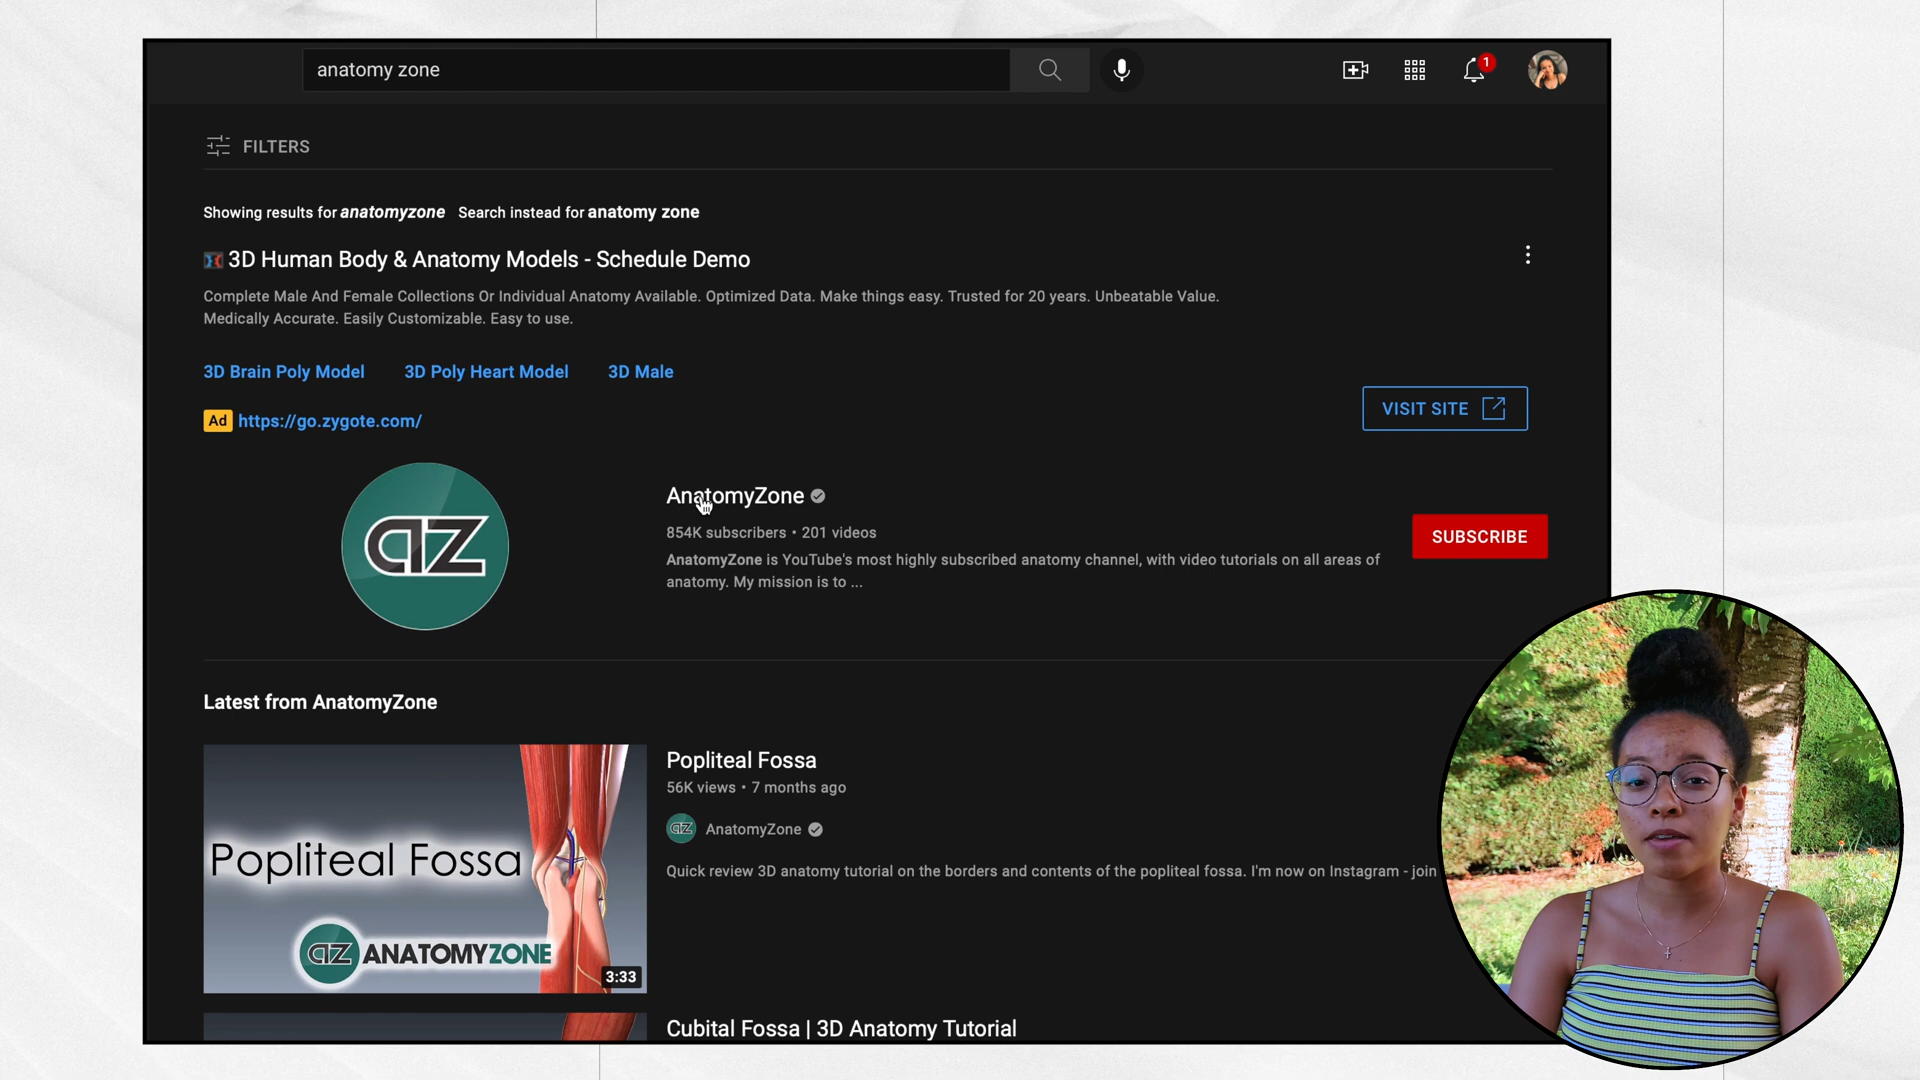 anatomy zone
1
FILTERS
Showing results for anatomyzone Search instead for anatomy zone
3D Human Body & Anatomy Models - Schedule Demo
Complete Male And Female Collections Or Individual Anatomy Available. Optimized Data. Make things easy. Trusted for 20 years. Unbeatable Value.
Medically Accurate. Easily Customizable. Easy to use.
3D Brain Poly Model 3D Poly Heart Model 3D Male
VISIT SITE
Ad https://go.zygote.com/
AZ
AnatomyZone
854K subscribers • 201 videos
SUBSCRIBE
AnatomyZone is YouTube's most highly subscribed anatomy channel, with video tutorials on all areas of
anatomy. My mission is to ...
Latest from AnatomyZone
Popliteal Fossa
AZ ANATOMYZONE
3:33
Popliteal Fossa
56K views • 7 months ago
AZ AnatomyZone
Quick review 3D anatomy tutorial on the borders and contents of the popliteal fossa. I'm now on Instagram - join
Cubital Fossa | 3D Anatomy Tutorial